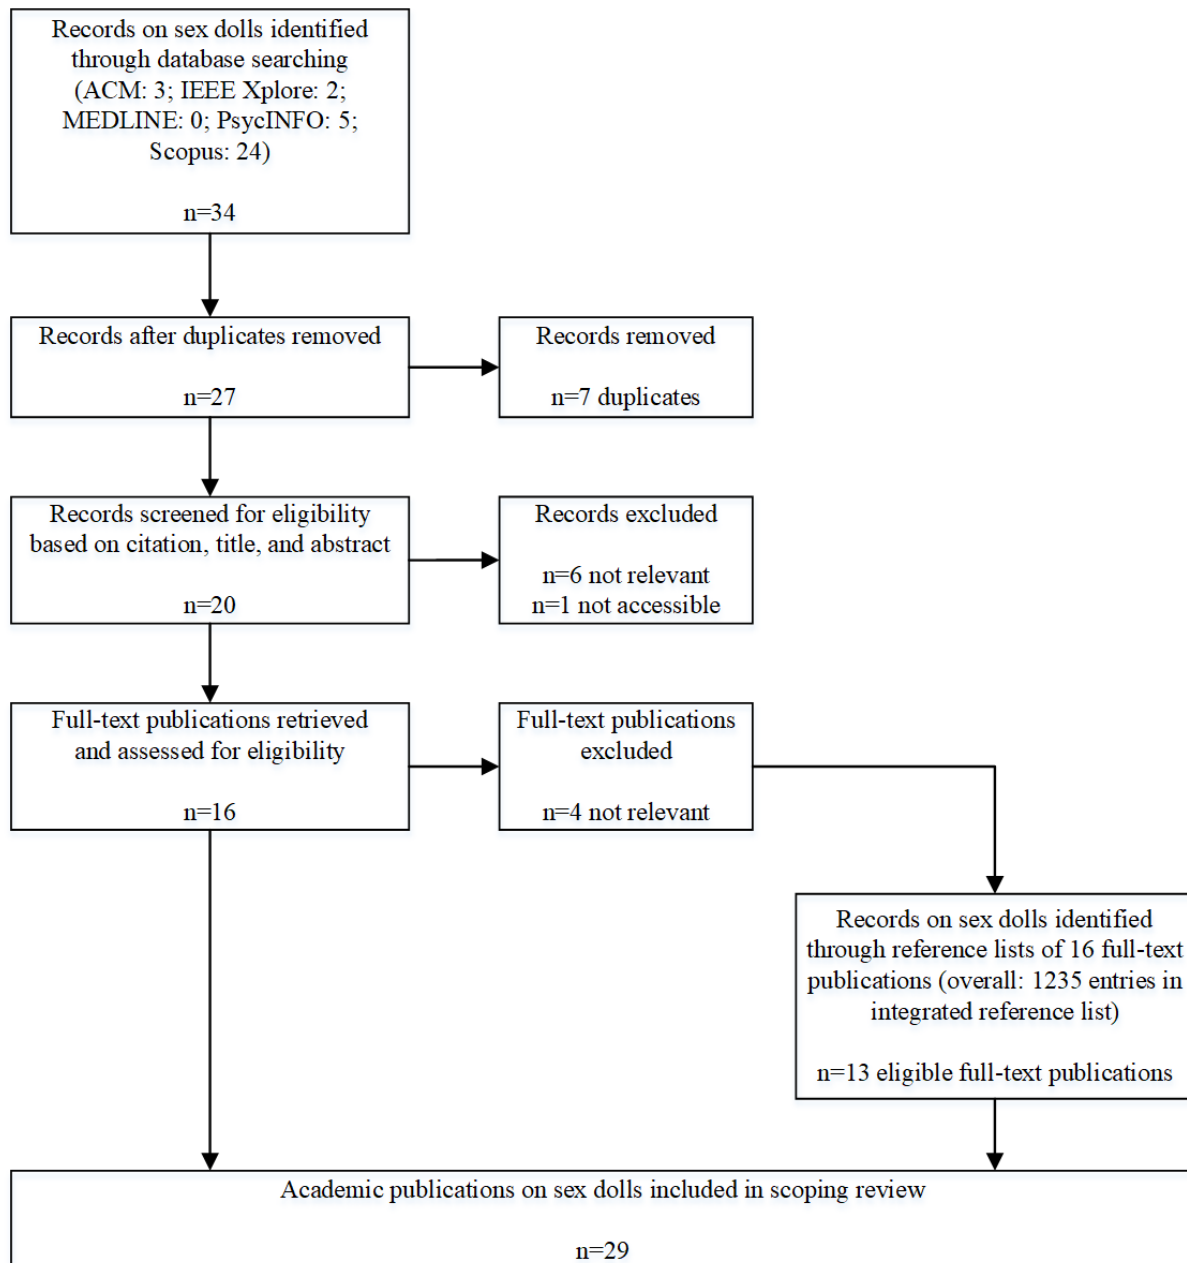 Records on sex dolls identified
through database searching
(ACM: 3; IEEE Xplore: 2;
MEDLINE: 0; PsycINFO: 5;
Scopus: 24)
n=34
Records after duplicates removed
n=27
Records removed
n=7 duplicates
Records screened for eligibility
based on citation, title, and abstract
n=20
Records excluded
n=6 not relevant
n=1 not accessible
Full-text publications retrieved
and assessed for eligibility
n=16
Full-text publications
excluded
n=4 not relevant
Records on sex dolls identified
through reference lists of 16 full-text
publications (overall: 1235 entries in
integrated reference list)
n=13 eligible full-text publications
Academic publications on sex dolls included in scoping review
n=29